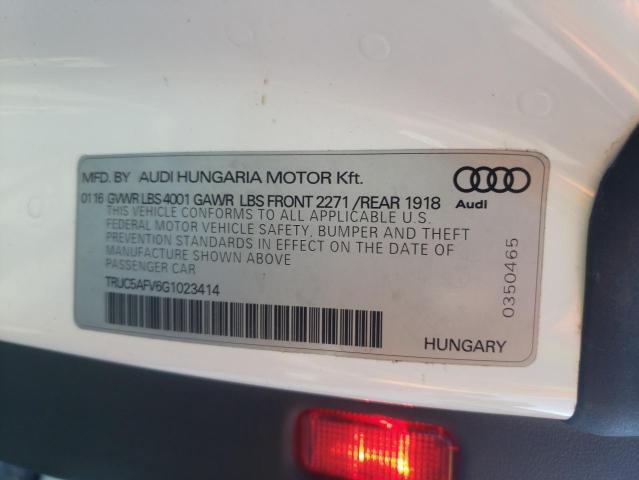 MFD. BY AUDI HUNGARIA MOTOR Kft.
01 16 GVWR LBS 4001 GAWR LBS FRONT 2271 /REAR 1918
THIS VEHICLE CONFORMS TO ALL APPLICABLE U.S.
FEDERAL MOTOR VEHICLE SAFETY, BUMPER AND THEFT
PREVENTION STANDARDS IN EFFECT ON THE DATE OF
MANUFACTURE SHOWN ABOVE
PASSENGER CAR
TRUC5AFV6G1023414
HUNGARY
Audi
0350465